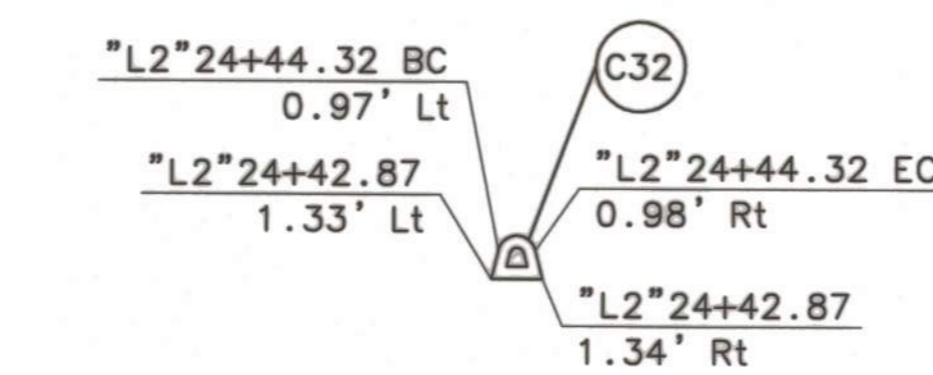 "L2"24+44.32 BC
0.97' Lt
C32
"L2"24+42.87
1.33' Lt
"L2"24+44.32 EC
0.98' Rt
"L2"24+42.87
1.34' Rt